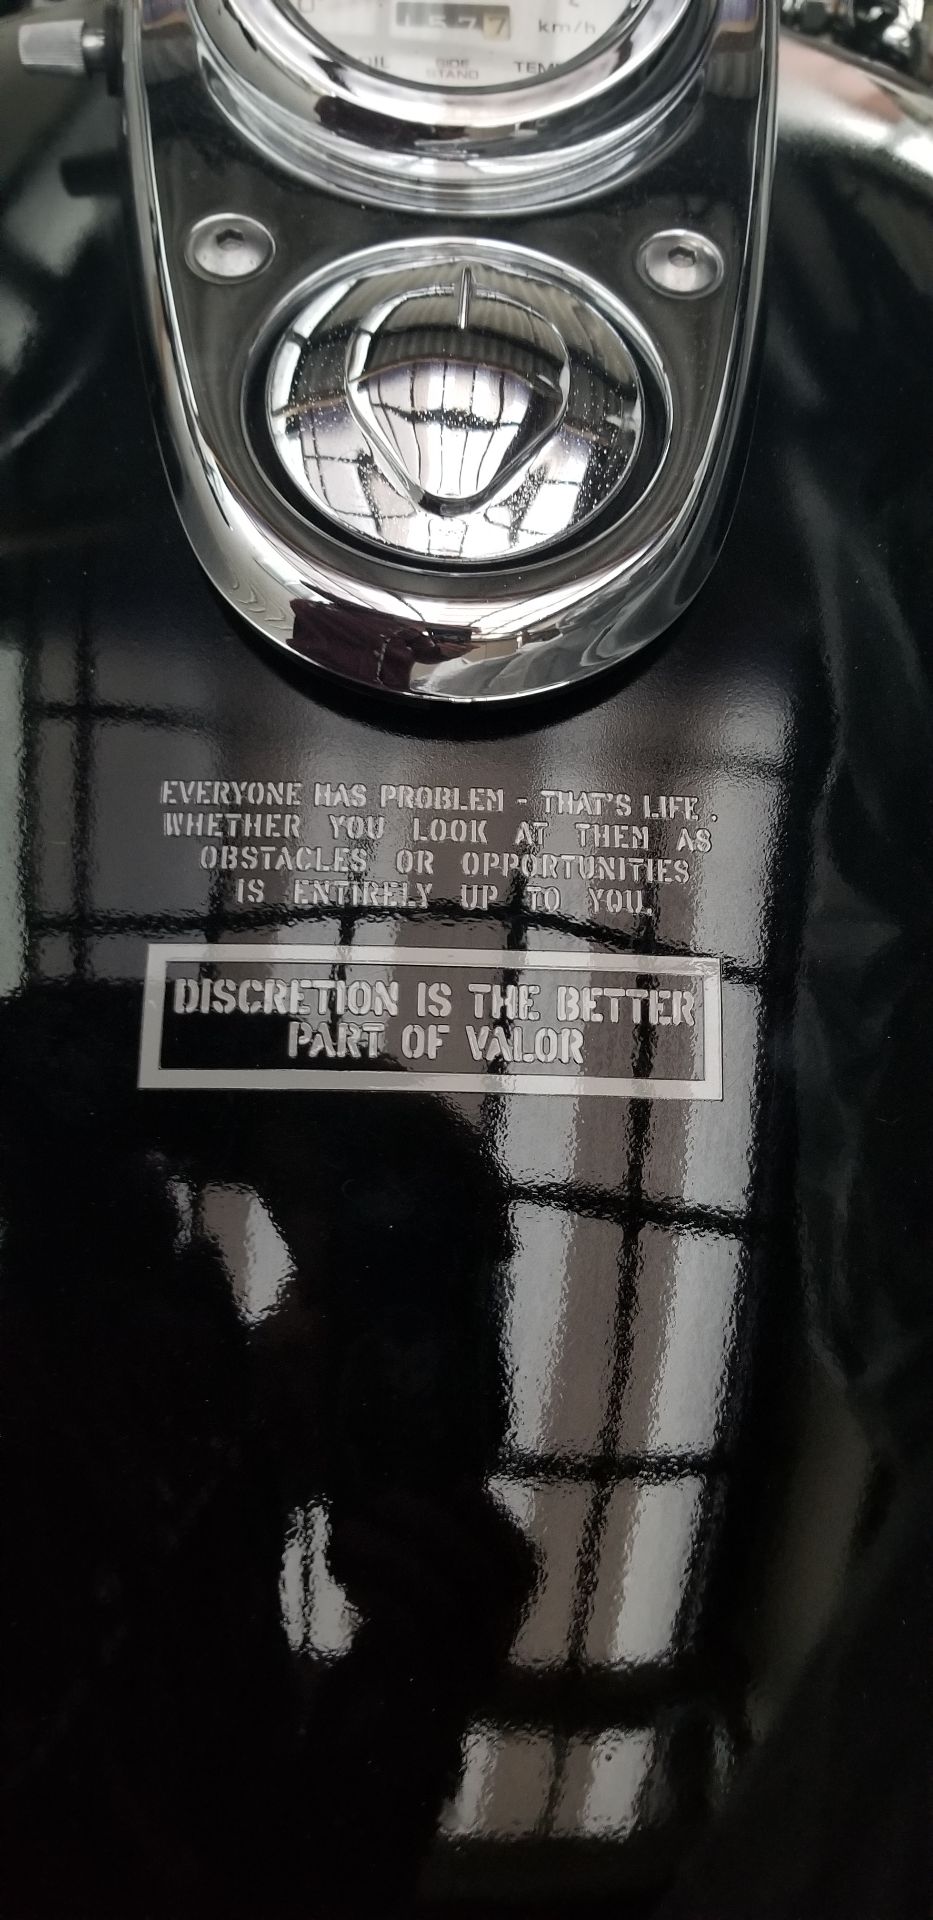 km/h
SIDE
STAND
EVERYONE HAS PROBLEM - THAT'S LIFE.
WHETHER YOU LOOK AT THEM AS
OBSTACLES OR OPPORTUNITIES
IS ENTIRELY UP TO YOU.
DISCRETION IS THE BETTER
PART OF VALOR